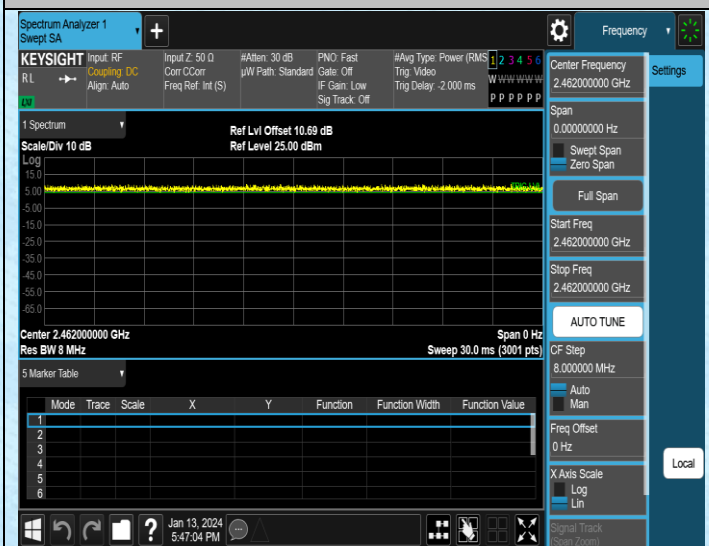 Spectrum Analyzer 1
Swept SA
Frequency
KEYSIGHT
RL
LXI
Input: RF
Coupling: DC
Align: Auto
Input Z: 50 Ω
Corr CCorr
Freq Ref: Int (S)
#Atten: 30 dB
µW Path: Standard
PNO: Fast
Gate: Off
IF Gain: Low
Sig Track: Off
#Avg Type: Power (RMS
Trig: Video
Trig Delay: -2.000 ms
1 2 3 4 5 6
W W W W W W
P P P P P P
1 Spectrum
Scale/Div 10 dB
Ref Lvl Offset 10.69 dB
Ref Level 25.00 dBm
Log
15.0
5.00
-5.00
-15.0
-25.0
-35.0
-45.0
-55.0
-65.0
Center 2.462000000 GHz
Res BW 8 MHz
Span 0 Hz
Sweep 30.0 ms (3001 pts)
5 Marker Table
Mode Trace Scale X Y Function Function Width Function Value
1
2
3
4
5
6
Center Frequency
2.462000000 GHz
Span
0.00000000 Hz
Swept Span
Zero Span
Full Span
Start Freq
2.462000000 GHz
Stop Freq
2.462000000 GHz
AUTO TUNE
CF Step
8.000000 MHz
Auto
Man
Freq Offset
0 Hz
X Axis Scale
Log
Lin
Signal Track
(Span Zoom)
Settings
Local
?
Jan 13, 2024
5:47:04 PM